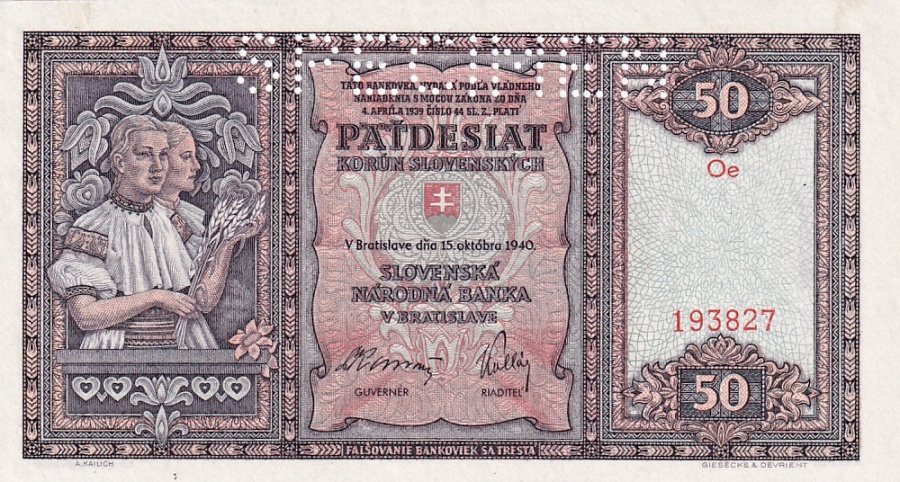 SPECIMEN
TÁTO BANKOVKA, VYDANÁ PODĽA VLÁDNEHO
NARIADENIA S MOCOU ZÁKONA ZO DŇA
4. APRÍLA 1939 ČÍSLO 44 SL. Z., PLATÍ
PÄŤDESIAT
KORÚN SLOVENSKÝCH
50
Oe
V Bratislave dňa 15. októbra 1940.
SLOVENSKÁ
NÁRODNÁ BANKA
V BRATISLAVE
193827
GUVERNÉR
RIADITEĽ
50
FALŠOVANIE BANKOVIEK SA TRESTÁ
A. KAILICH
GIESECKE & DEVRIENT